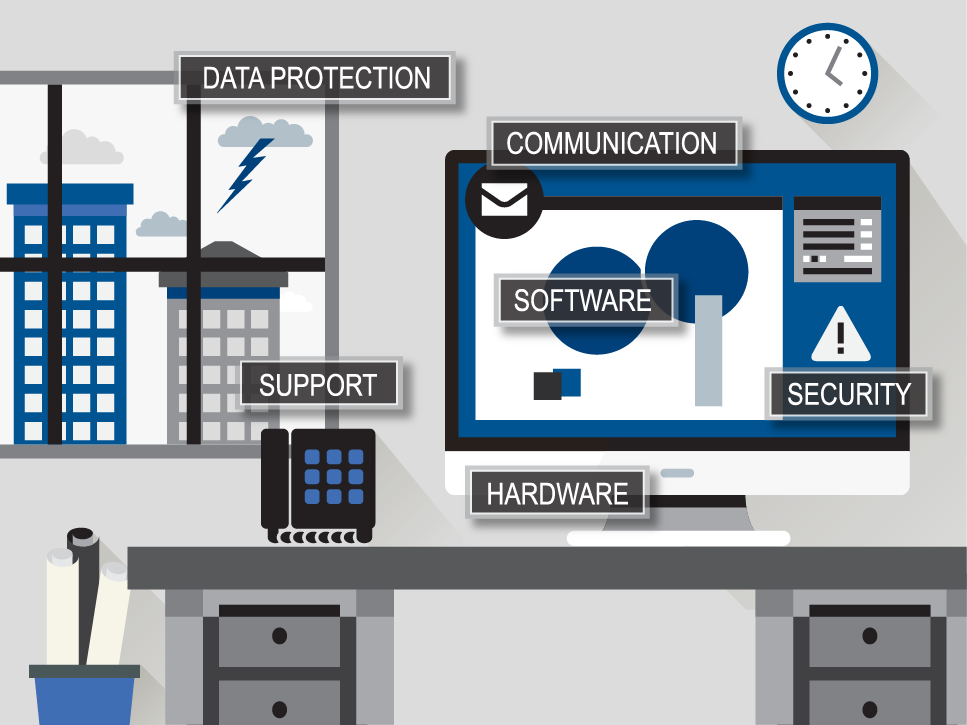 DATA PROTECTION
COMMUNICATION
SOFTWARE
SUPPORT
SECURITY
HARDWARE